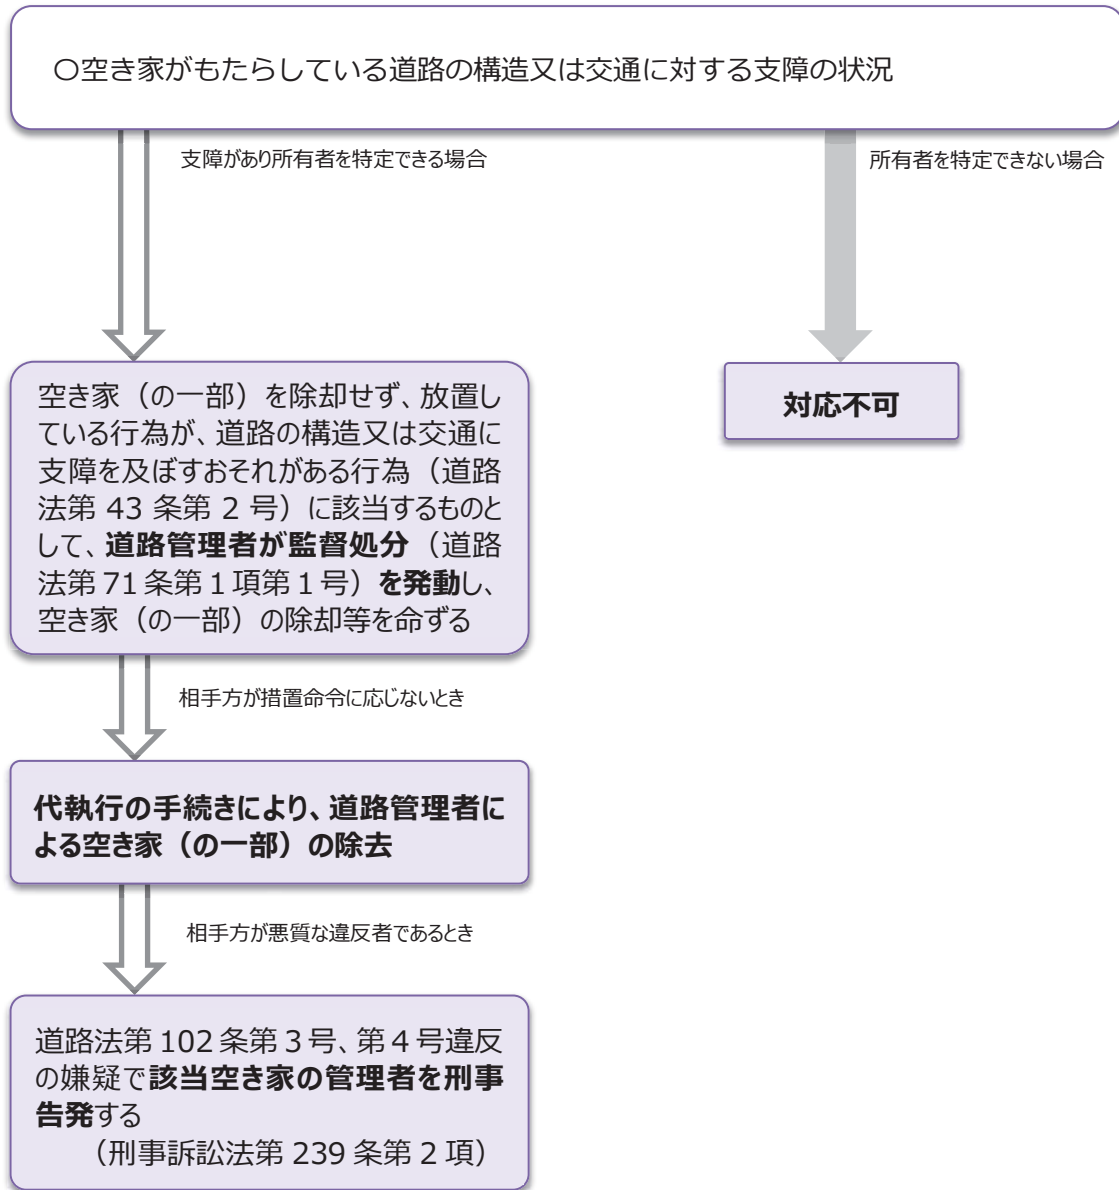 〇空き家がもたらしている道路の構造又は交通に対する支障の状況
支障があり所有者を特定できる場合
所有者を特定できない場合
空き家（の一部）を除却せず、放置し
ている行為が、道路の構造又は交通に
支障を及ぼすおそれがある行為（道路
法第 43 条第 2 号）に該当するものと
して、道路管理者が監督処分（道路
法第 71 条第 1 項第 1 号）を発動し、
空き家（の一部）の除却等を命ずる
対応不可
相手方が措置命令に応じないとき
代執行の手続きにより、道路管理者に
よる空き家（の一部）の除去
相手方が悪質な違反者であるとき
道路法第 102 条第 3 号、第 4 号違反
の嫌疑で該当空き家の管理者を刑事
告発する
（刑事訴訟法第 239 条第 2 項）